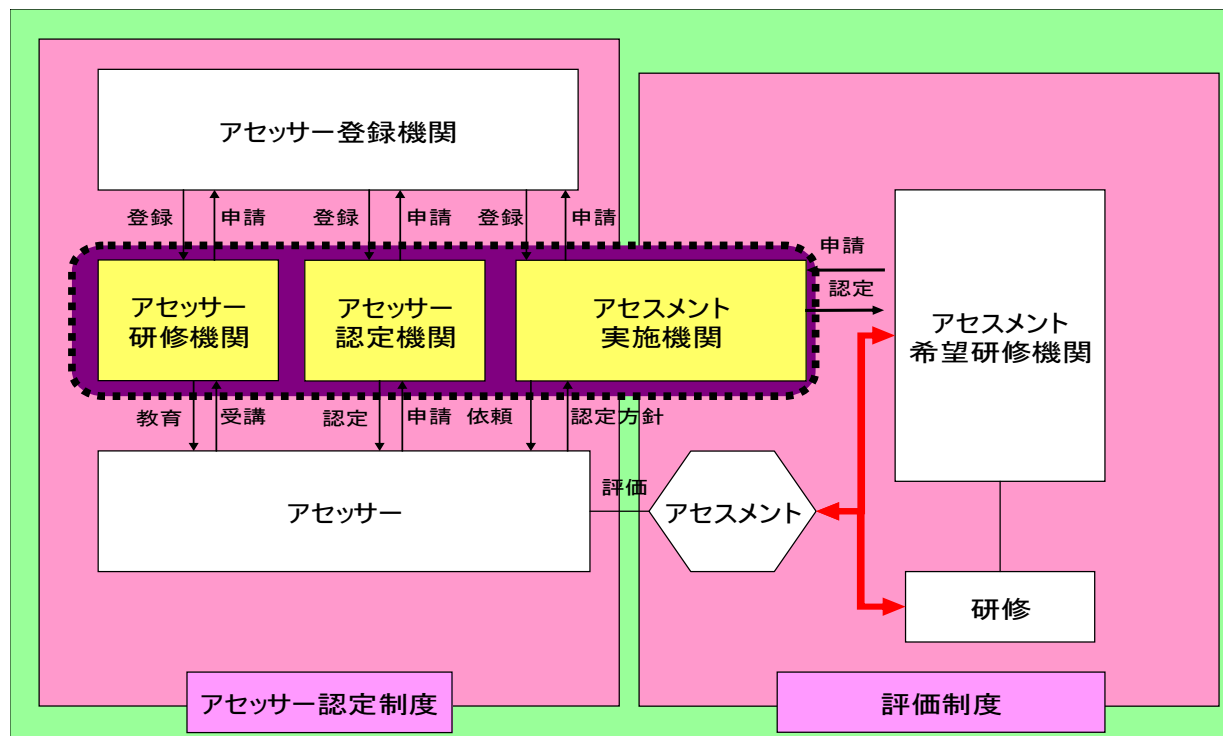 アセッサー登録機関
登録
申請
登録
申請
登録
申請
アセッサー
研修機関
アセッサー
認定機関
アセスメント
実施機関
申請
認定
アセスメント
希望研修機関
教育
受講
認定
申請
依頼
認定方針
アセッサー
評価
アセスメント
研修
アセッサー認定制度
評価制度